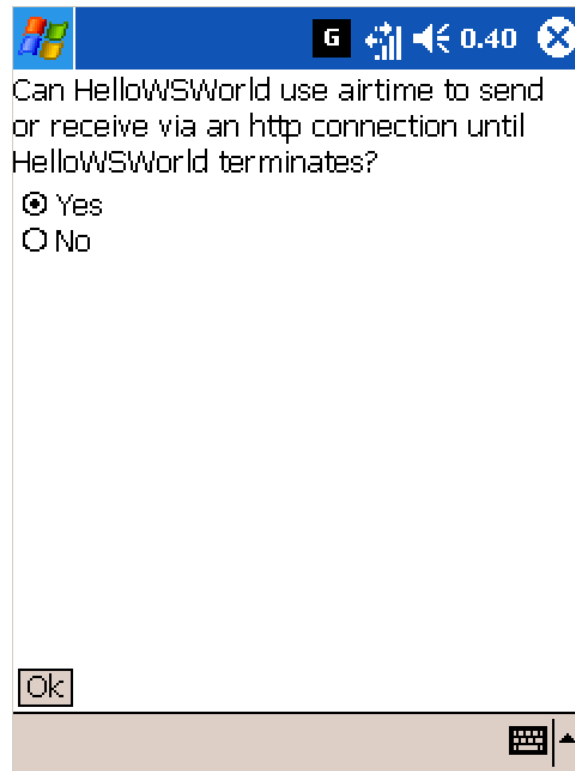 G 0.40
Can HelloWSWorld use airtime to send
or receive via an http connection until
HelloWSWorld terminates?
Yes
No
Ok